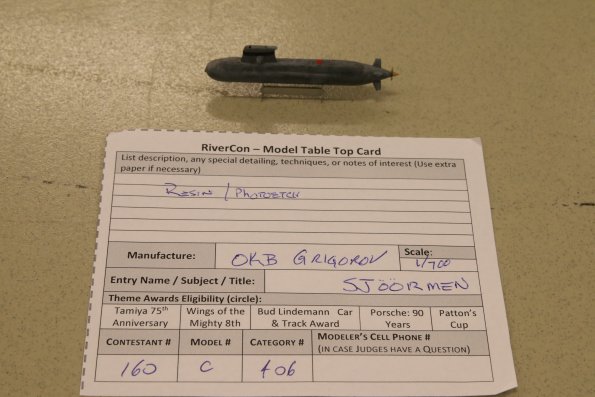 RiverCon – Model Table Top Card
List description, any special detailing, techniques, or notes of interest (Use extra
paper if necessary)
RESIN / PHOTOETCH
Manufacture: OKB GRIGOROV Scale: 1/700
Entry Name / Subject / Title: SJÖÖRMEN
Theme Awards Eligibility (circle):
Tamiya 75th Anniversary Wings of the Mighty 8th Bud Lindemann Car & Track Award Porsche: 90 Years Patton's Cup
CONTESTANT # MODEL # CATEGORY # MODELER'S CELL PHONE #
(IN CASE JUDGES HAVE A QUESTION)
160 C 406